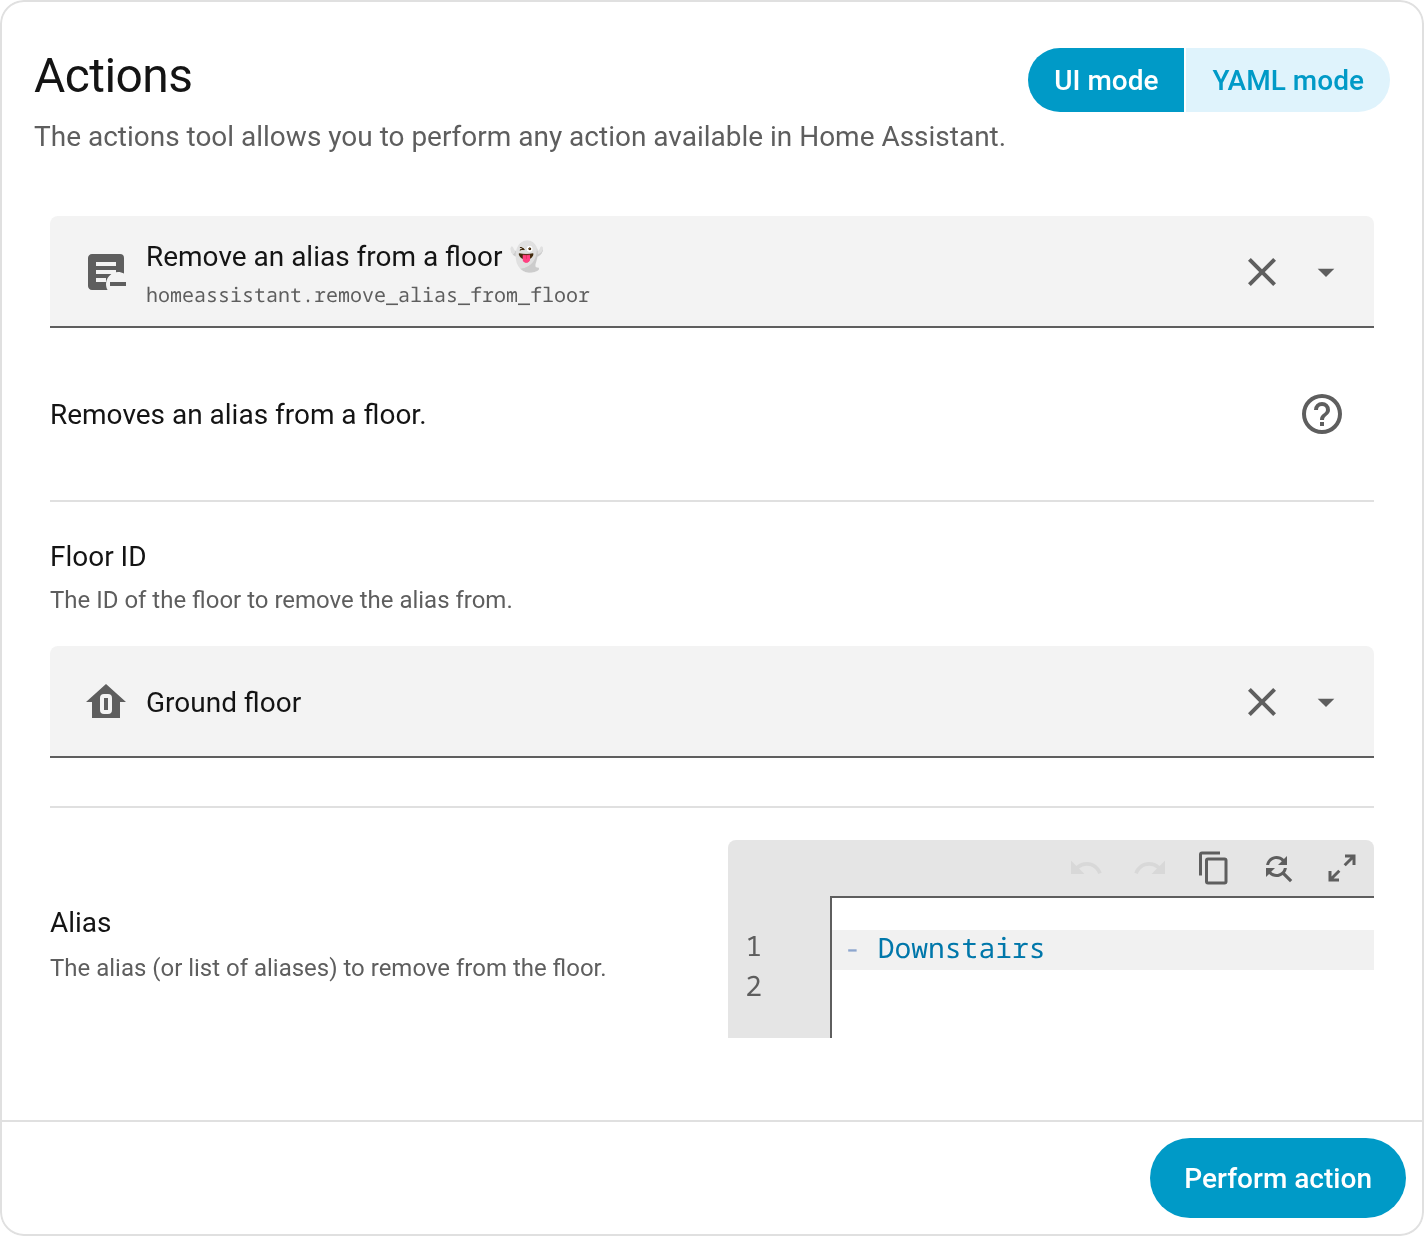 Actions
UI mode
YAML mode
The actions tool allows you to perform any action available in Home Assistant.
Remove an alias from a floor 👻
homeassistant.remove_alias_from_floor
Removes an alias from a floor.
Floor ID
The ID of the floor to remove the alias from.
0
Ground floor
Alias
The alias (or list of aliases) to remove from the floor.
1
- Downstairs
2
Perform action